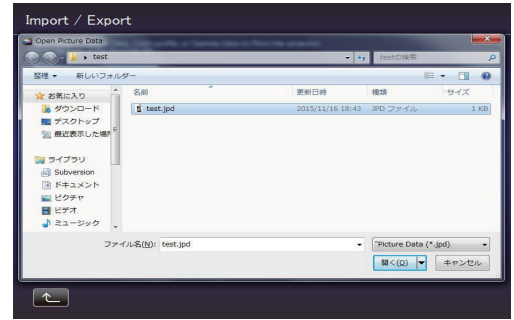 Import / Export
Open Picture Data
test
testの検索
整理
新しいフォルダー
お気に入り
ダウンロード
デスクトップ
最近表示した場所
ライブラリ
Subversion
ドキュメント
ピクチャ
ビデオ
ミュージック
名前 更新日時 種類 サイズ
test.jpd 2015/11/16 18:43 JPD ファイル 1 KB
ファイル名(N): test.jpd
"Picture Data (*.jpd)
開く(O)
キャンセル